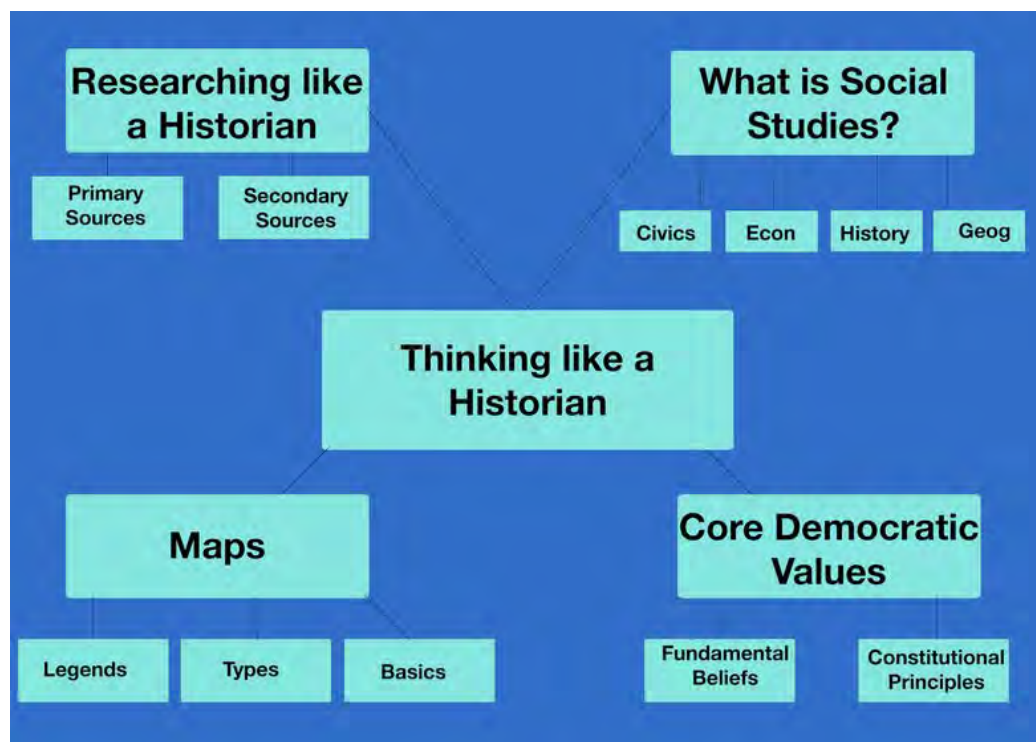 Researching like
a Historian
Primary
Sources
Secondary
Sources
What is Social
Studies?
Civics
Econ
History
Geog
Thinking like a
Historian
Maps
Legends
Types
Basics
Core Democratic
Values
Fundamental
Beliefs
Constitutional
Principles